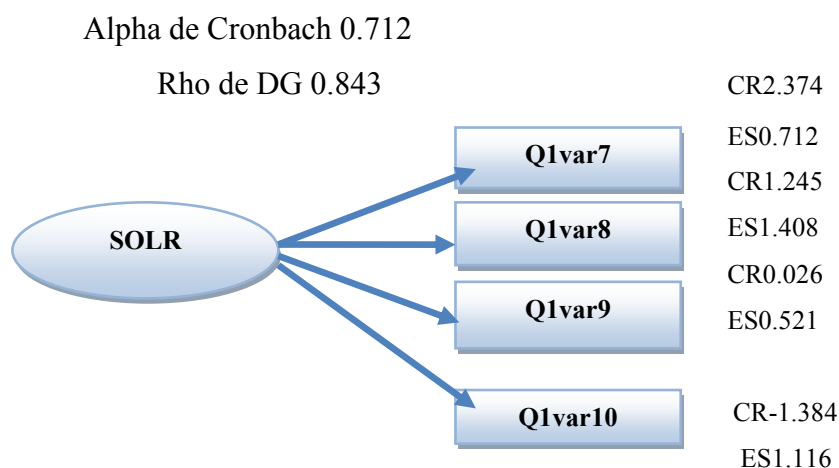 Alpha de Cronbach 0.712
Rho de DG 0.843
CR2.374
ES0.712
Q1var7
CR1.245
SOLR
Q1var8
ES1.408
CR0.026
Q1var9
ES0.521
Q1var10
CR-1.384
ES1.116